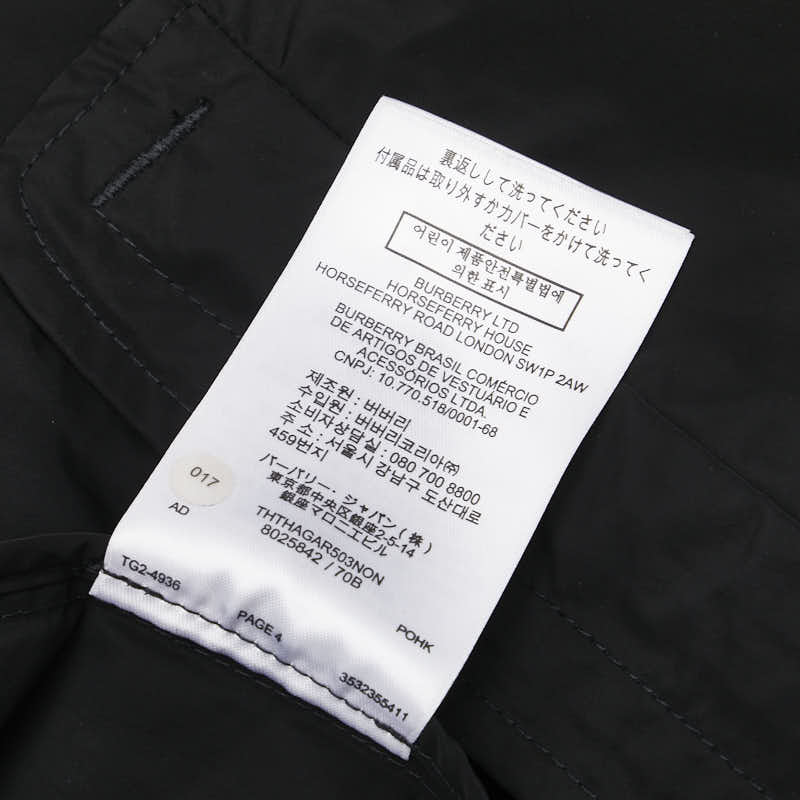 裏返しして洗ってください
付属品は取り外すかカバーをかけて洗ってく
ださい
어린이 제품안전특별법에
의한 표시
BURBERRY LTD
HORSEFERRY HOUSE
HORSEFERRY ROAD LONDON SW1P 2AW
BURBERRY BRASIL COMÉRCIO
DE ARTIGOS DE VESTUÁRIO E
ACESSÓRIOS LTDA
CNPJ: 10.770.518/0001-68
제조원 : 버버리
수입원 : 버버리코리아㈜
소비자상담실 : 080 700 8800
주 소 : 서울시 강남구 도산대로
459번지
バーバリー・ジャパン（株）
東京都中央区銀座2-5-14
銀座マロニエビル
THTHAGAR503NON
8025842 / 70B
017
AD
TG2-4936
PAGE 4
POHK
3532355411